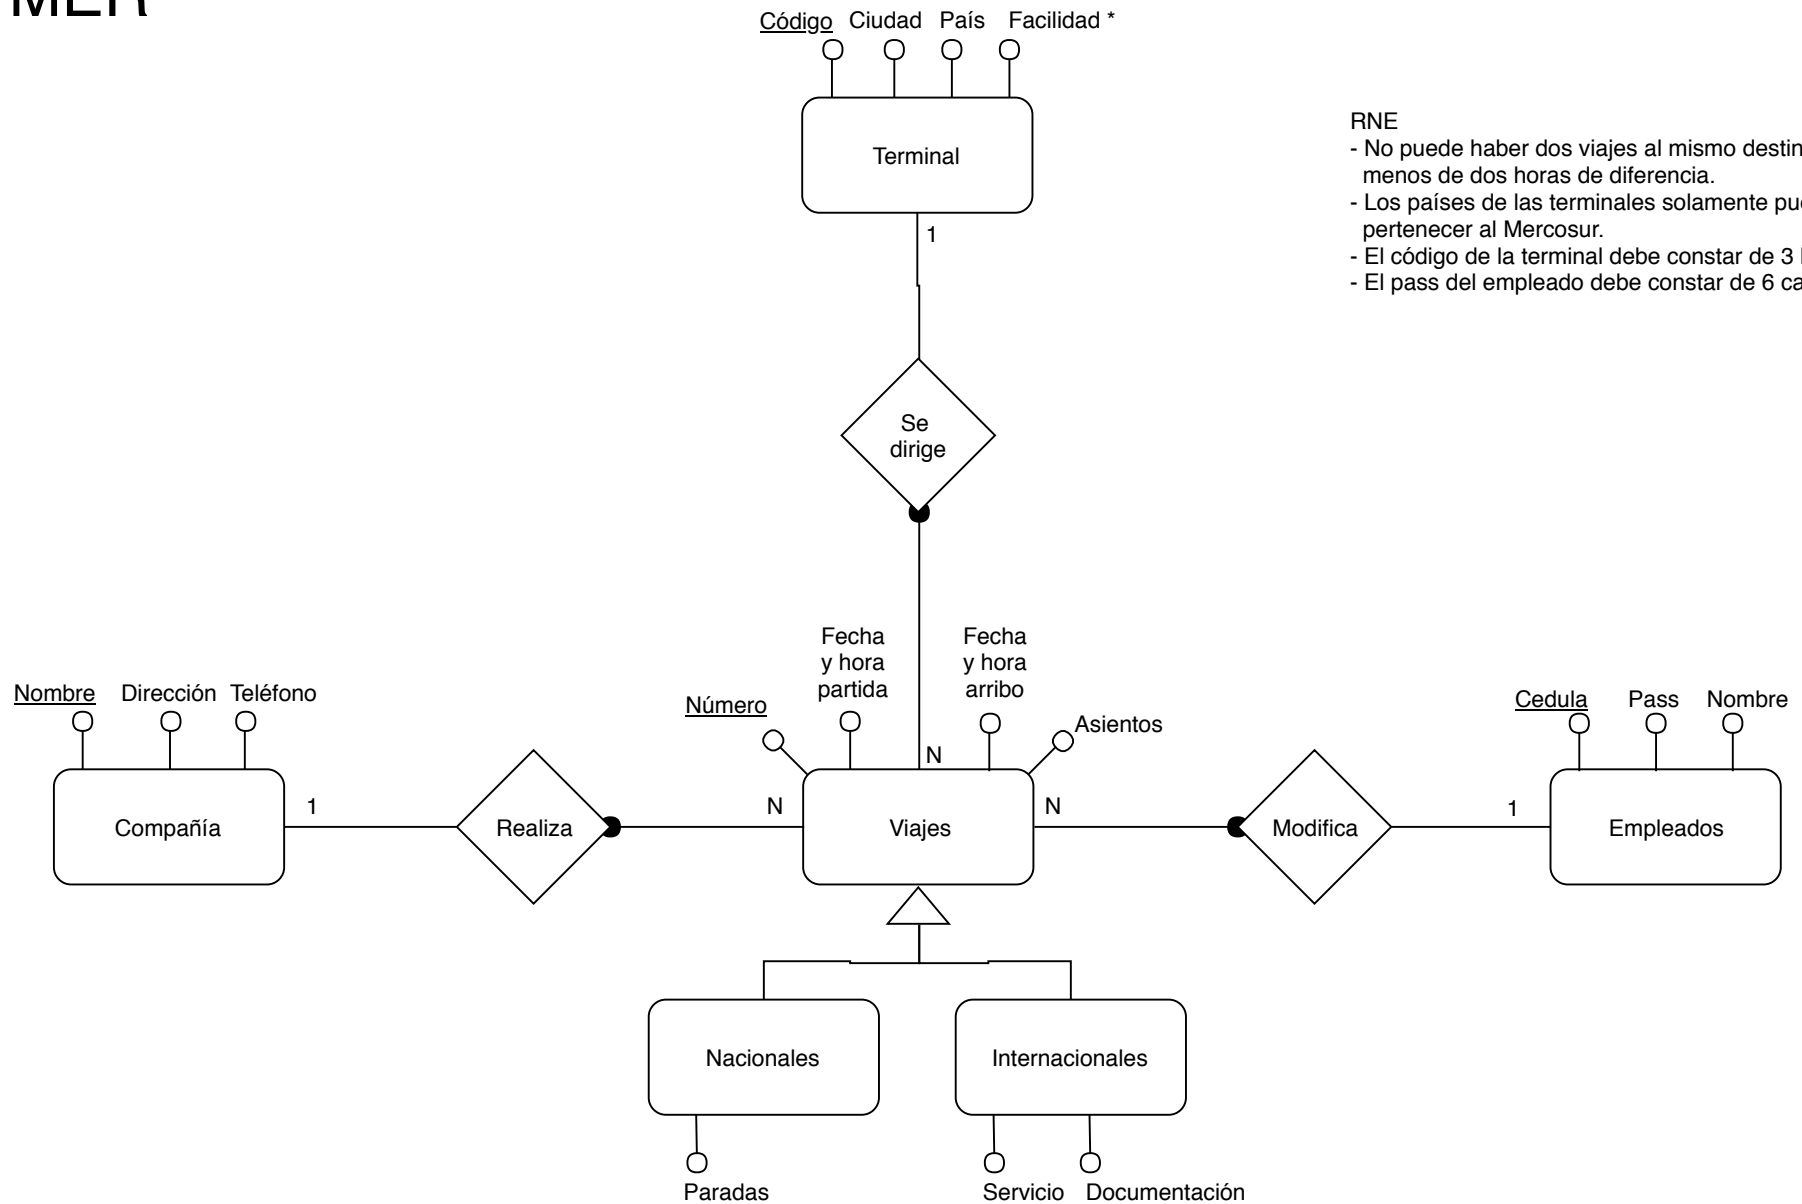 MER
Código Ciudad País Facilidad *
Terminal
RNE
- No puede haber dos viajes al mismo
menos de dos horas de diferencia.
- Los países de las terminales solamente
pertenecer al Mercosur.
- El código de la terminal debe constar de 3
- El pass del empleado debe constar de 6
1
Se
dirige
Fecha
y hora
partida
Fecha
y hora
arribo
Nombre Dirección Teléfono
Número
Asientos
Cedula Pass Nombre
N
1
N
N
1
Compañía
Realiza
Viajes
Modifica
Empleados
Nacionales
Internacionales
Paradas
Servicio
Documentación